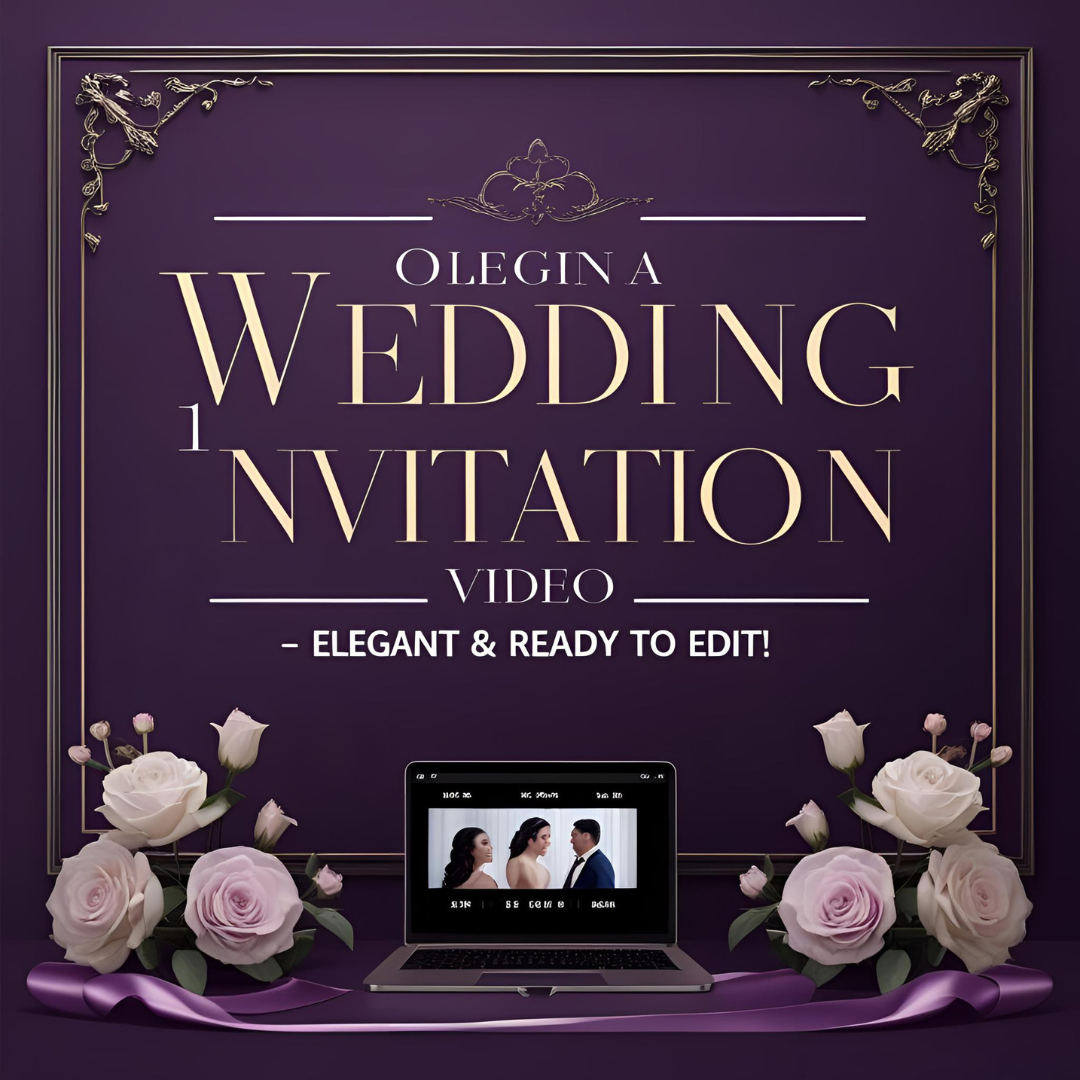 OLEGIN A
WEDDING
1
NVITATION
VIDEO
– ELEGANT & READY TO EDIT!